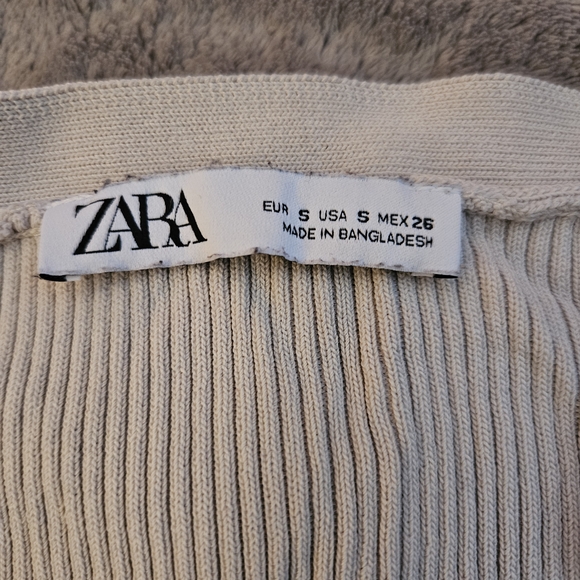 ZARA
EUR S USA S MEX 26
MADE IN BANGLADESH